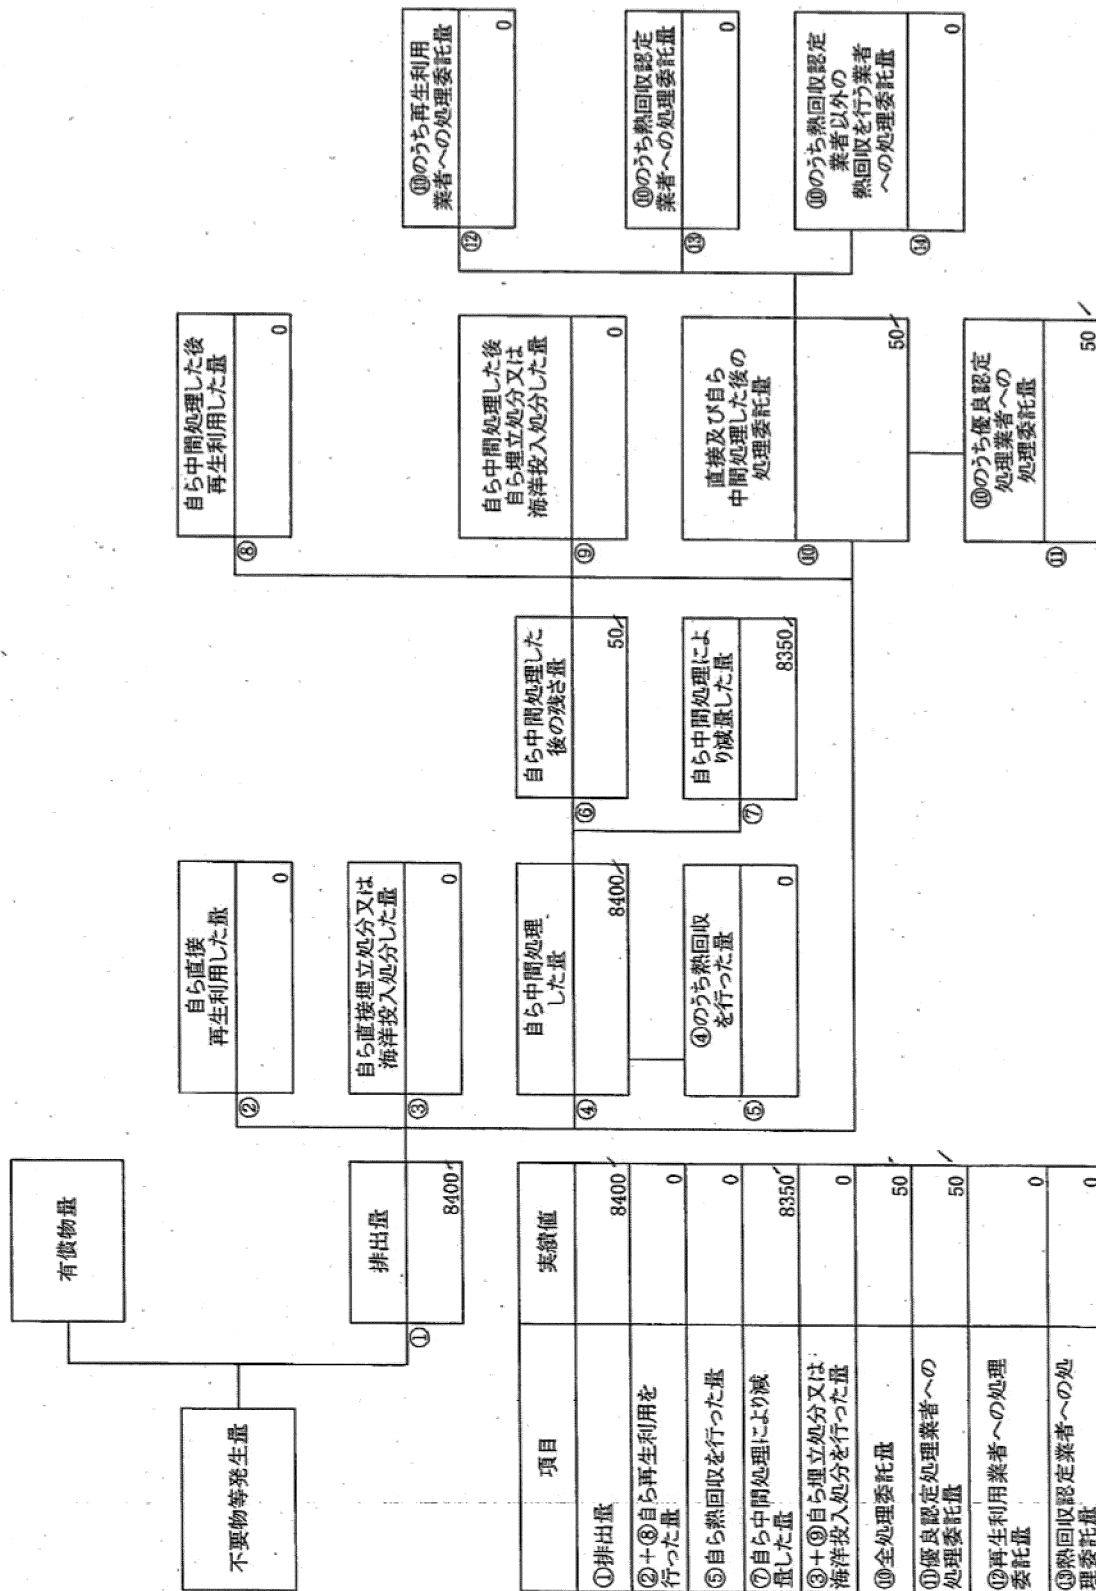 不要物等発生量
有償物量
①
排出量
8400
②
自ら直接
再生利用した量
0
③
自ら直接埋立処分又は
海洋投入処分した量
0
④
自ら中間処理
した量
8400
⑤
④のうち熱回収
を行った量
0
⑥
自ら中間処理した
後の残さ量
50
⑦
自ら中間処理によ
り減量した量
8350
⑧
自ら中間処理した後
再生利用した量
0
⑨
自ら中間処理した後
自ら埋立処分又は
海洋投入処分した量
0
⑩
直接及び自ら
中間処理した後の
処理委託量
50
⑪
⑩のうち優良認定
処理業者への
処理委託量
50
⑫
⑩のうち再生利用
業者への処理委託量
0
⑬
⑩のうち熱回収認定
業者への処理委託量
0
⑭
⑩のうち熱回収認定
業者以外の
熱回収を行う業者
への処理委託量
0
項目 実績値
①排出量 8400
②+⑧自ら再生利用を
行った量 0
⑤自ら熱回収を行った量 0
⑦自ら中間処理により減
量した量 8350
③+⑨自ら埋立処分又は
海洋投入処分を行った量 0
⑩全処理委託量 50
⑪優良認定処理業者への
処理委託量 50
⑫再生利用業者への処理
委託量 0
⑬熱回収認定業者への処
理委託量 0